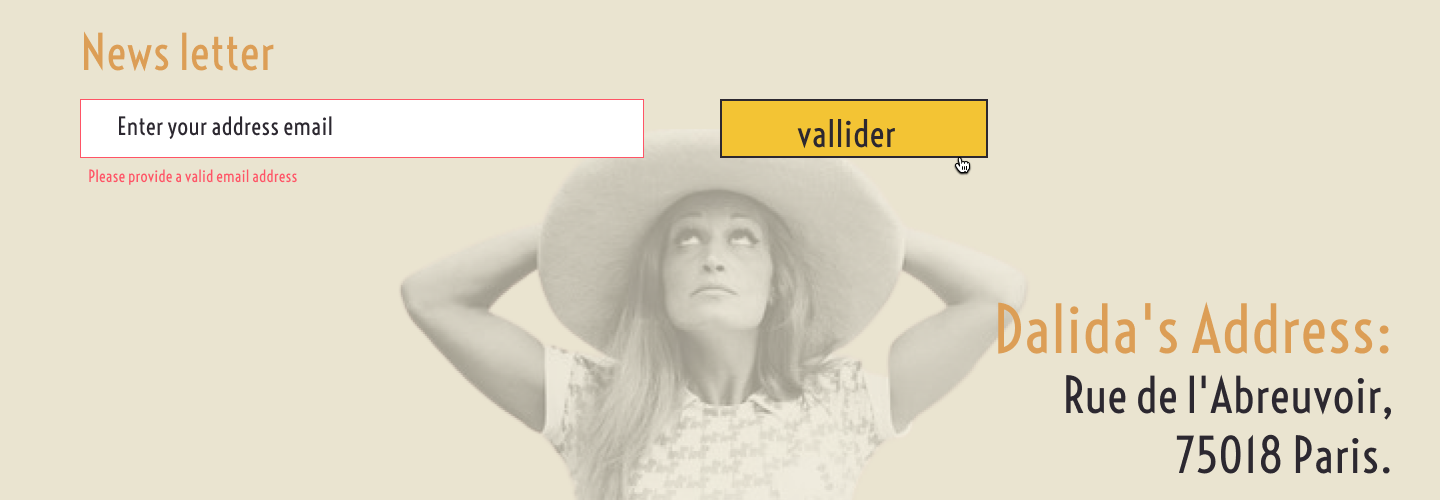 News letter
Enter your address email
vallider
Please provide a valid email address
Dalida's Address:
Rue de l'Abreuvoir,
75018 Paris.